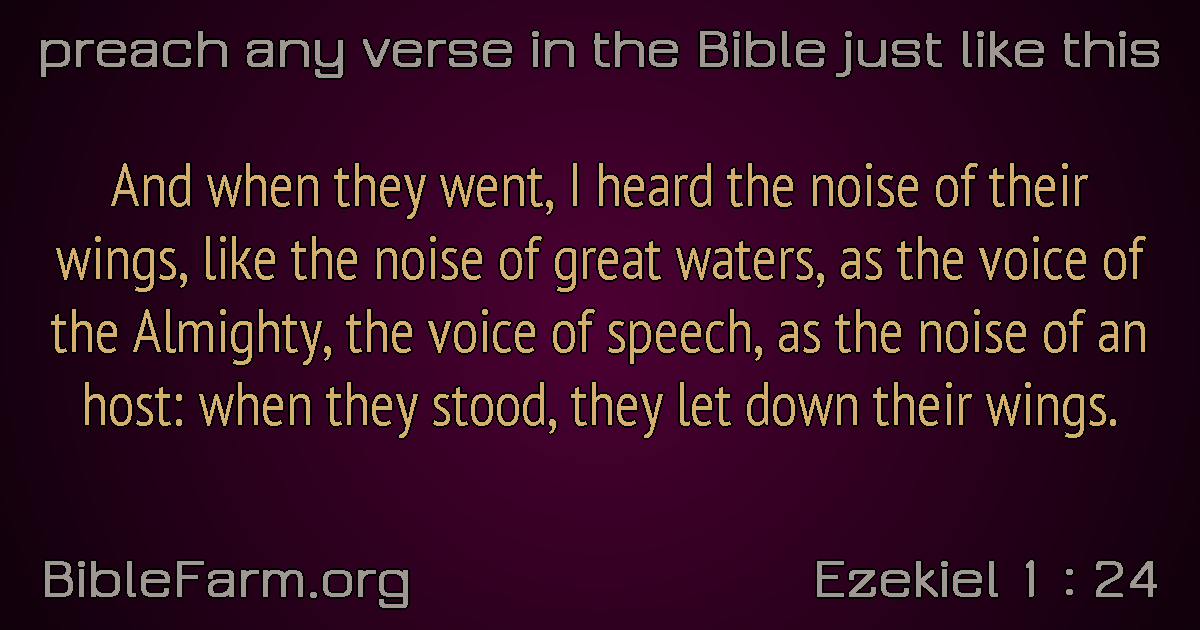 preach any verse in the Bible just like this
And when they went, I heard the noise of their
wings, like the noise of great waters, as the voice of
the Almighty, the voice of speech, as the noise of an
host: when they stood, they let down their wings.
BibleFarm.org
Ezekiel 1 : 24